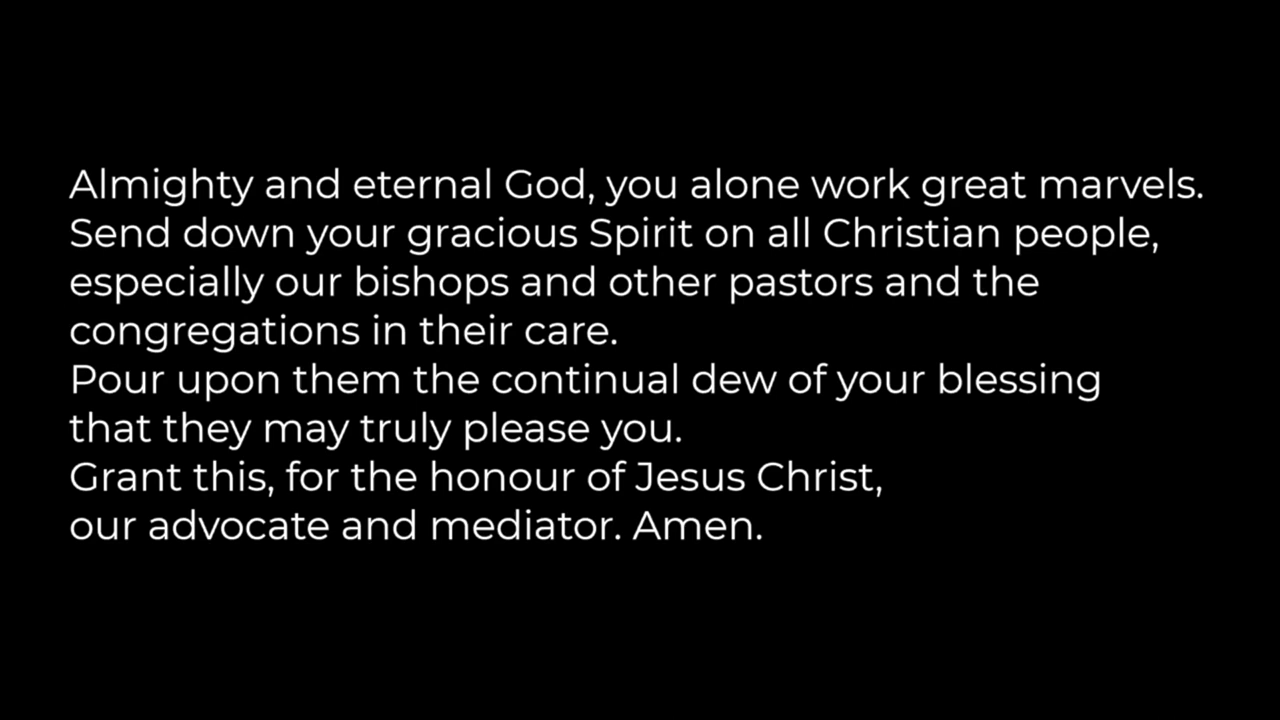 Almighty and eternal God, you alone work great marvels.
Send down your gracious Spirit on all Christian people,
especially our bishops and other pastors and the
congregations in their care.
Pour upon them the continual dew of your blessing
that they may truly please you.
Grant this, for the honour of Jesus Christ,
our advocate and mediator. Amen.